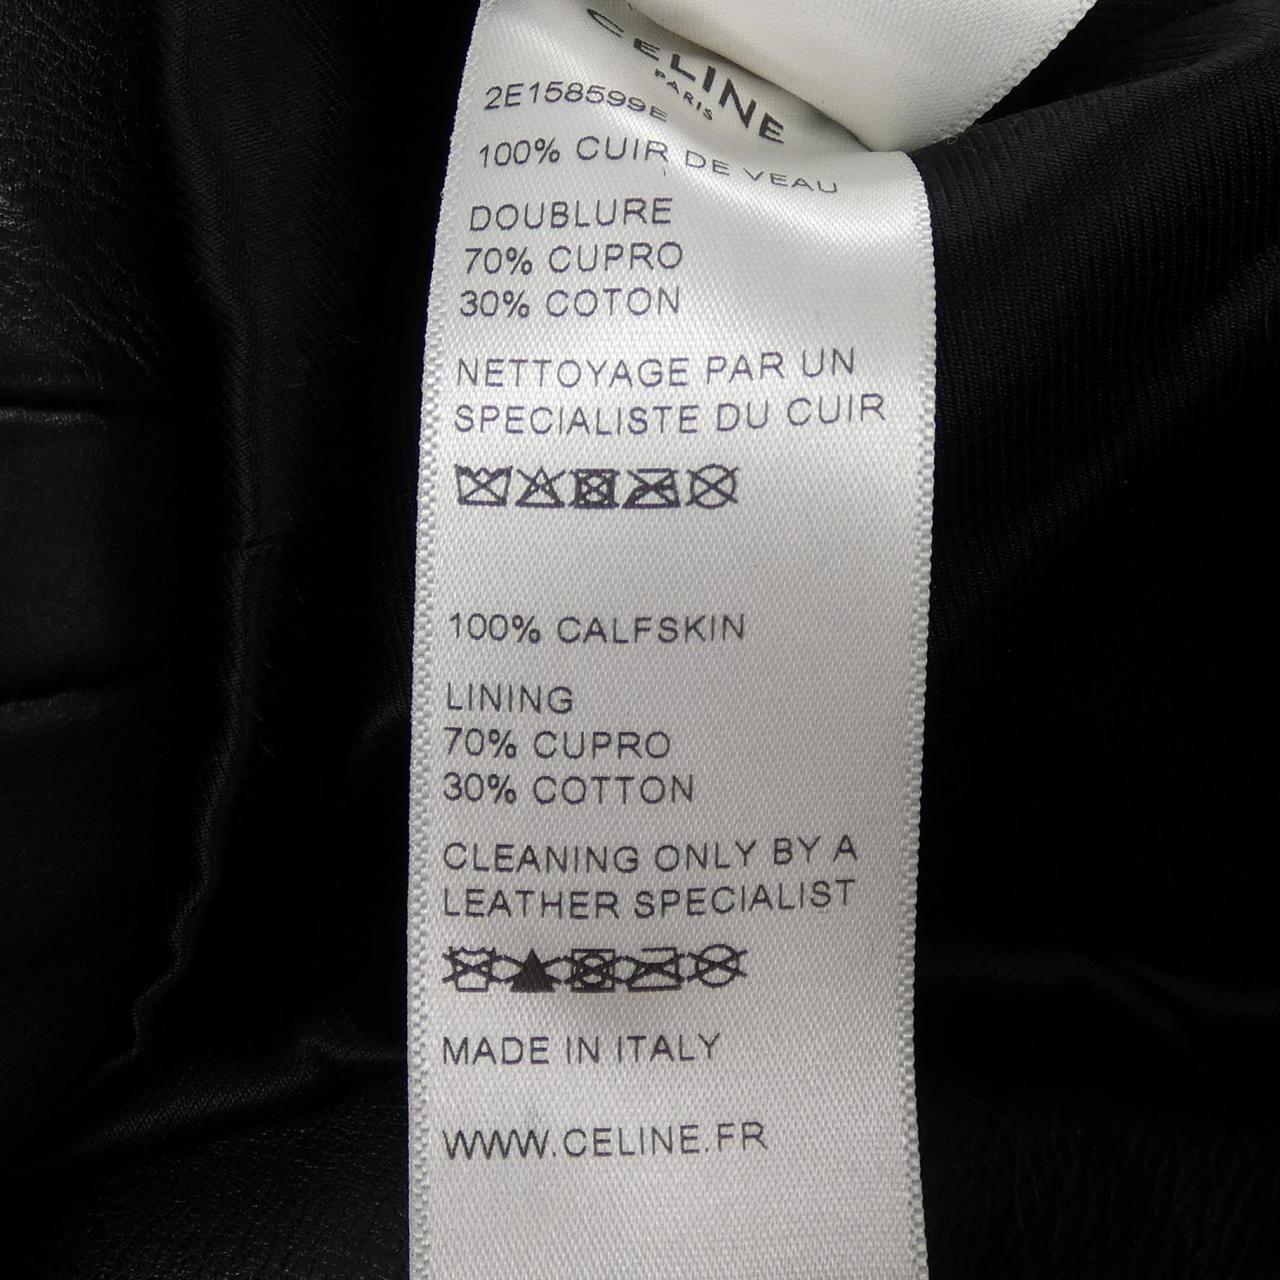 CELINE
PARIS
2E158599E
100% CUIR DE VEAU
DOUBLURE
70% CUPRO
30% COTON
NETTOYAGE PAR UN
SPECIALISTE DU CUIR
100% CALFSKIN
LINING
70% CUPRO
30% COTTON
CLEANING ONLY BY A
LEATHER SPECIALIST
MADE IN ITALY
WWW.CELINE.FR